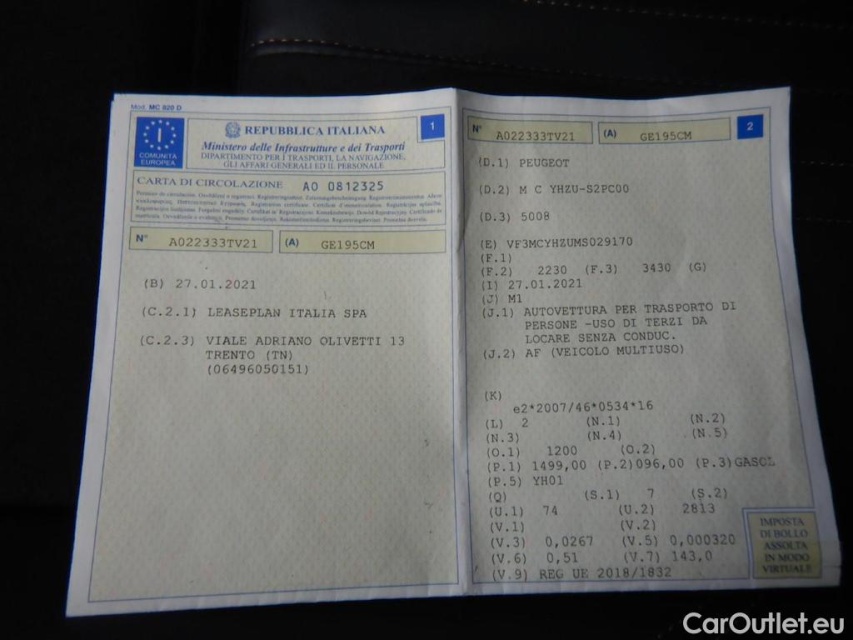 Mod. MC 820 D
I
COMUNITÀ
EUROPEA
REPUBBLICA ITALIANA
1
Ministero delle Infrastrutture e dei Trasporti
DIPARTIMENTO PER I TRASPORTI, LA NAVIGAZIONE,
GLI AFFARI GENERALI ED IL PERSONALE
CARTA DI CIRCOLAZIONE AO 0812325
N° A022333TV21 (A) GE195CM
(B) 27.01.2021
(C.2.1) LEASEPLAN ITALIA SPA
(C.2.3) VIALE ADRIANO OLIVETTI 13
TRENTO (TN)
(06496050151)
N° A022333TV21 (A) GE195CM 2
(D.1) PEUGEOT
(D.2) M C YHZU-S2PC00
(D.3) 5008
(E) VF3MCYHZUMS029170
(F.1)
(F.2) 2230 (F.3) 3430 (G)
(I) 27.01.2021
(J) M1
(J.1) AUTOVETTURA PER TRASPORTO DI
PERSONE -USO DI TERZI DA
LOCARE SENZA CONDUC.
(J.2) AF (VEICOLO MULTIUSO)
(K)
e2*2007/46*0534*16
(L) 2 (N.1) (N.2)
(N.3) (N.4) (N.5)
(O.1) 1200 (O.2)
(P.1) 1499,00 (P.2)096,00 (P.3)GASOL
(P.5) YH01
(Q) (S.1) 7 (S.2)
(U.1) 74 (U.2) 2813
(V.1) (V.2)
(V.3) 0,0267 (V.5) 0,000320
(V.6) 0,51 (V.7) 143,0
(V.9) REG UE 2018/1832
IMPOSTA
DI BOLLO
ASSOLTA
IN MODO
VIRTUALE
CarOutlet.eu